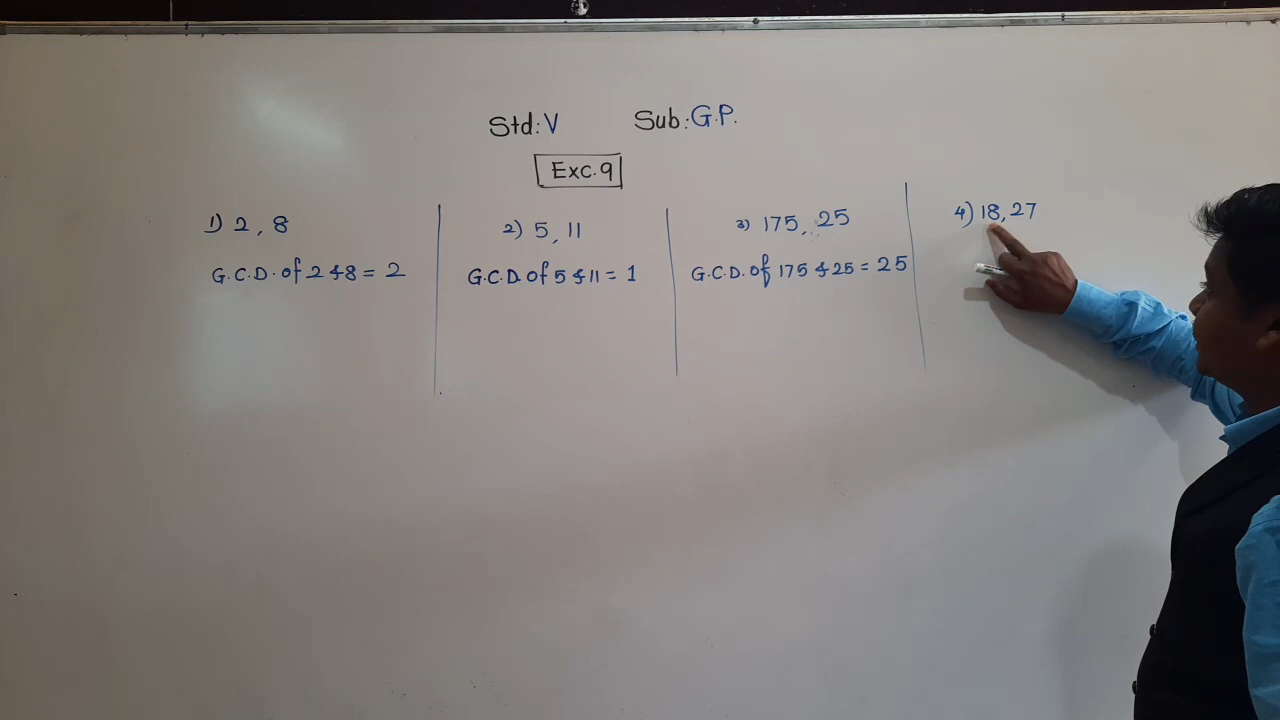 Std: V Sub: G.P.
Exc. 9
1) 2, 8
G.C.D. of 2 & 8 = 2
2) 5, 11
G.C.D. of 5 & 11 = 1
3) 175, 25
G.C.D. of 175 & 25 = 25
4) 18, 27